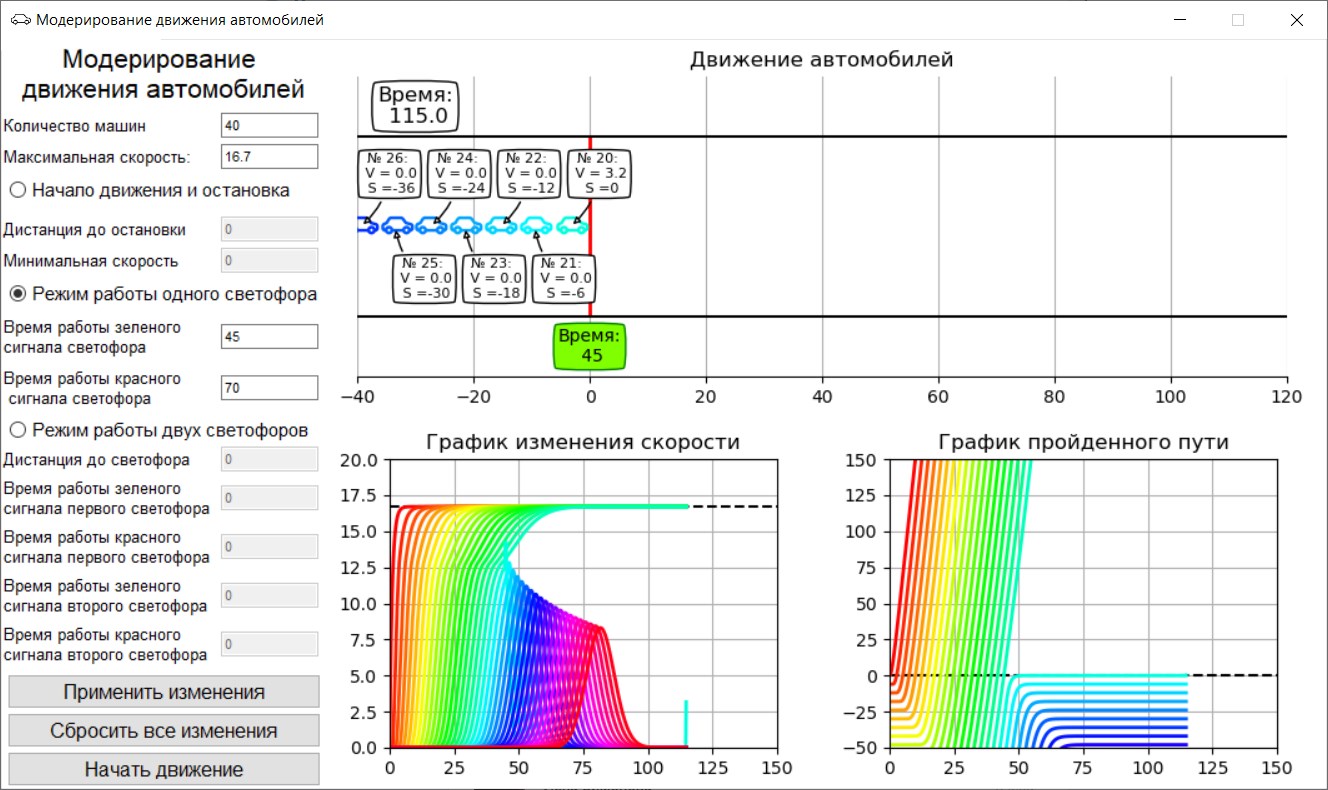 Модерирование движения автомобилей
Модерирование
движения автомобилей
Количество машин
40
Максимальная скорость:
16.7
Начало движения и остановка
Дистанция до остановки
0
Минимальная скорость
0
Режим работы одного светофора
Время работы зеленого
сигнала светофора
45
Время работы красного
сигнала светофора
70
Режим работы двух светофоров
Дистанция до светофора
0
Время работы зеленого
сигнала первого светофора
0
Время работы красного
сигнала первого светофора
0
Время работы зеленого
сигнала второго светофора
0
Время работы красного
сигнала второго светофора
0
Применить изменения
Сбросить все изменения
Начать движение
Движение автомобилей
Время:
115.0
№ 26:
V = 0.0
S =-36
№ 24:
V = 0.0
S =-24
№ 22:
V = 0.0
S =-12
№ 20:
V = 3.2
S =0
№ 25:
V = 0.0
S =-30
№ 23:
V = 0.0
S =-18
№ 21:
V = 0.0
S =-6
Время:
45
−40 −20 0 20 40 60 80 100 120
График изменения скорости
20.0
17.5
15.0
12.5
10.0
7.5
5.0
2.5
0.0
0 25 50 75 100 125 150
График пройденного пути
150
125
100
75
50
25
0
−25
−50
0 25 50 75 100 125 150